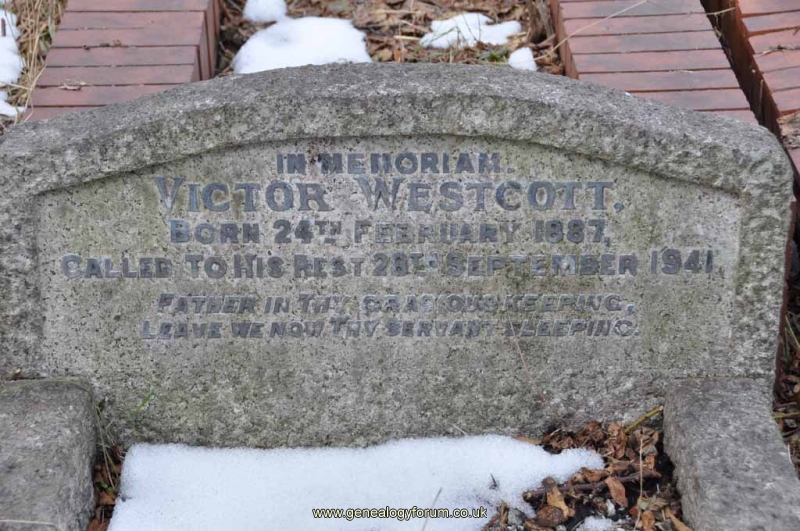 IN MEMORIAM.
VICTOR WESTCOTT.
BORN 24TH FEBRUARY 1887,
CALLED TO HIS REST 28TH SEPTEMBER 1941.
FATHER IN THY GRACIOUS KEEPING,
LEAVE WE NOW THY SERVANT SLEEPING.
www.genealogyforum.co.uk